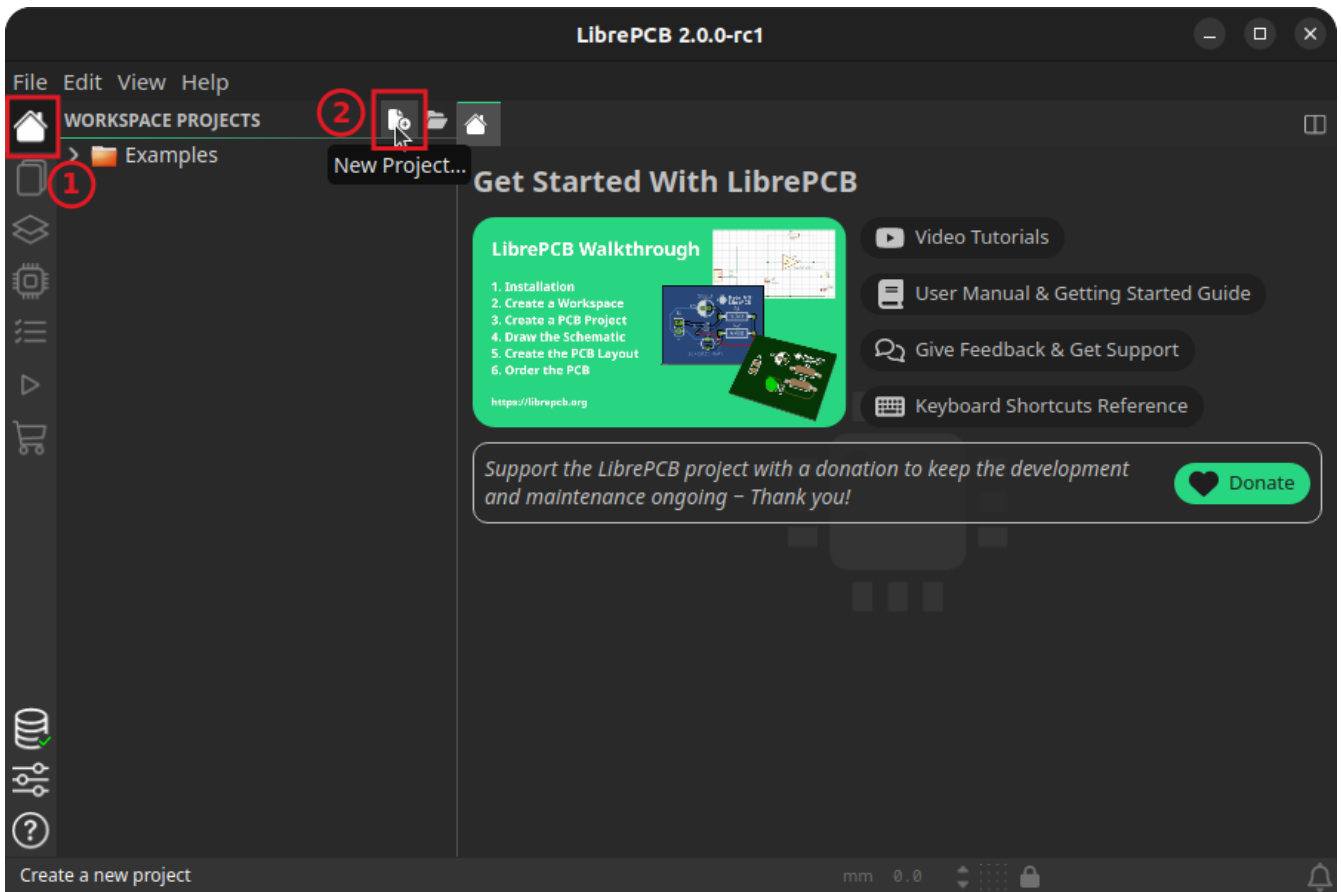 LibrePCB 2.0.0-rc1
File Edit View Help
WORKSPACE PROJECTS
2
Examples
New Project...
1
Get Started With LibrePCB
LibrePCB Walkthrough
1. Installation
2. Create a Workspace
3. Create a PCB Project
4. Draw the Schematic
5. Create the PCB Layout
6. Order the PCB
https://librepcb.org
Video Tutorials
User Manual & Getting Started Guide
Give Feedback & Get Support
Keyboard Shortcuts Reference
Support the LibrePCB project with a donation to keep the development
and maintenance ongoing – Thank you!
Donate
Create a new project
mm 0.0